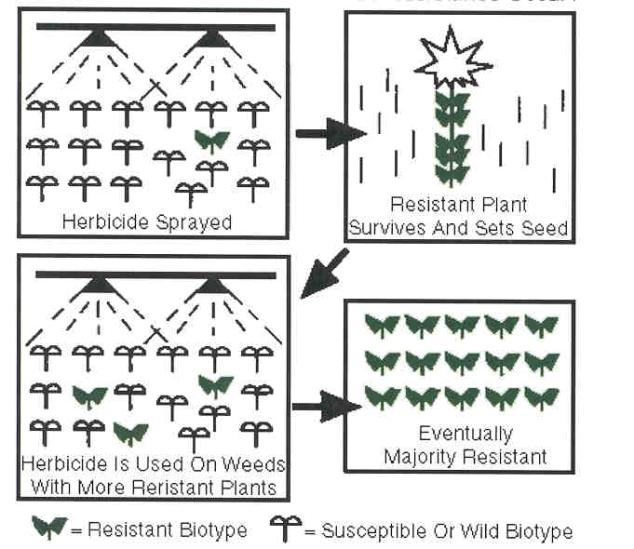 Herbicide Sprayed
Resistant Plant
Survives And Sets Seed
Herbicide Is Used On Weeds
With More Reristant Plants
Eventually
Majority Resistant
= Resistant Biotype
= Susceptible Or Wild Biotype